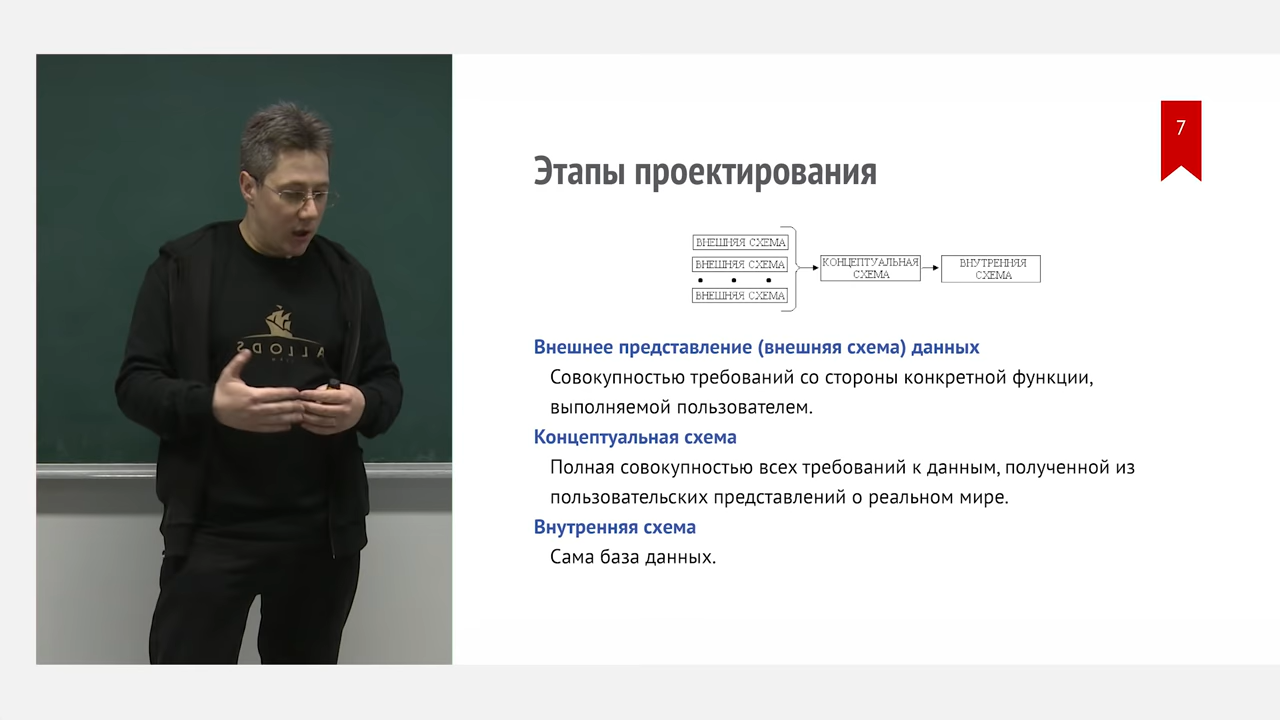 ALLODS
7
Этапы проектирования
ВНЕШНЯЯ СХЕМА
ВНЕШНЯЯ СХЕМА
ВНЕШНЯЯ СХЕМА
КОНЦЕПТУАЛЬНАЯ
СХЕМА
ВНУТРЕННЯЯ
СХЕМА
Внешнее представление (внешняя схема) данных
Совокупностью требований со стороны конкретной функции,
выполняемой пользователем.
Концептуальная схема
Полная совокупностью всех требований к данным, полученной из
пользовательских представлений о реальном мире.
Внутренняя схема
Сама база данных.